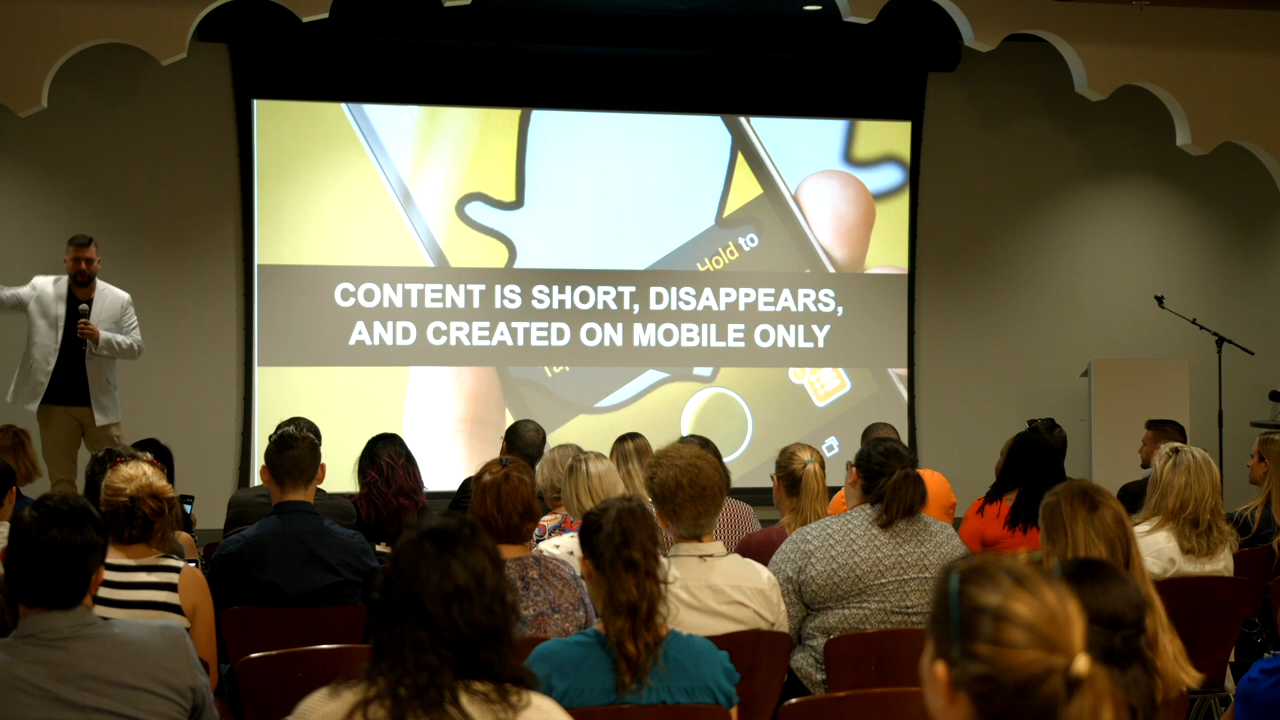 Hold to
CONTENT IS SHORT, DISAPPEARS,
AND CREATED ON MOBILE ONLY